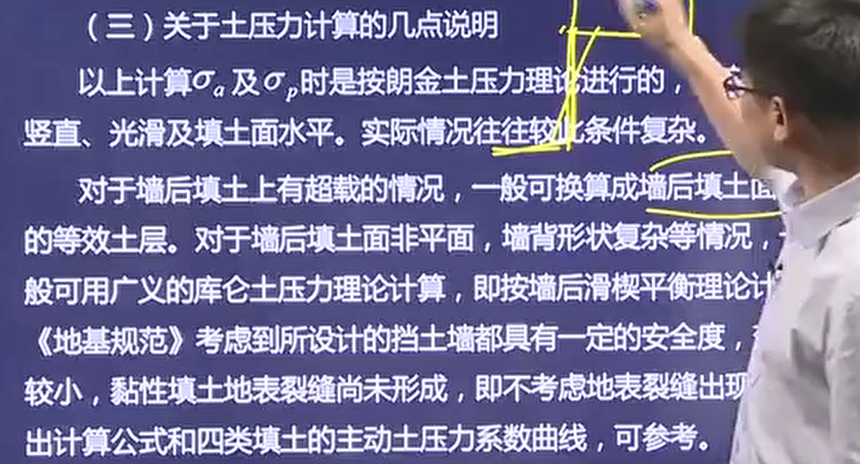 （三）关于土压力计算的几点说明
以上计算σa及σp时是按朗金土压力理论进行的，
竖直、光滑及填土面水平。实际情况往往较此条件复杂。
对于墙后填土上有超载的情况，一般可换算成墙后填土面
的等效土层。对于墙后填土面非平面，墙背形状复杂等情况，
般可用广义的库仑土压力理论计算，即按墙后滑楔平衡理论计
《地基规范》考虑到所设计的挡土墙都具有一定的安全度，
较小，黏性填土地表裂缝尚未形成，即不考虑地表裂缝出现
出计算公式和四类填土的主动土压力系数曲线，可参考。